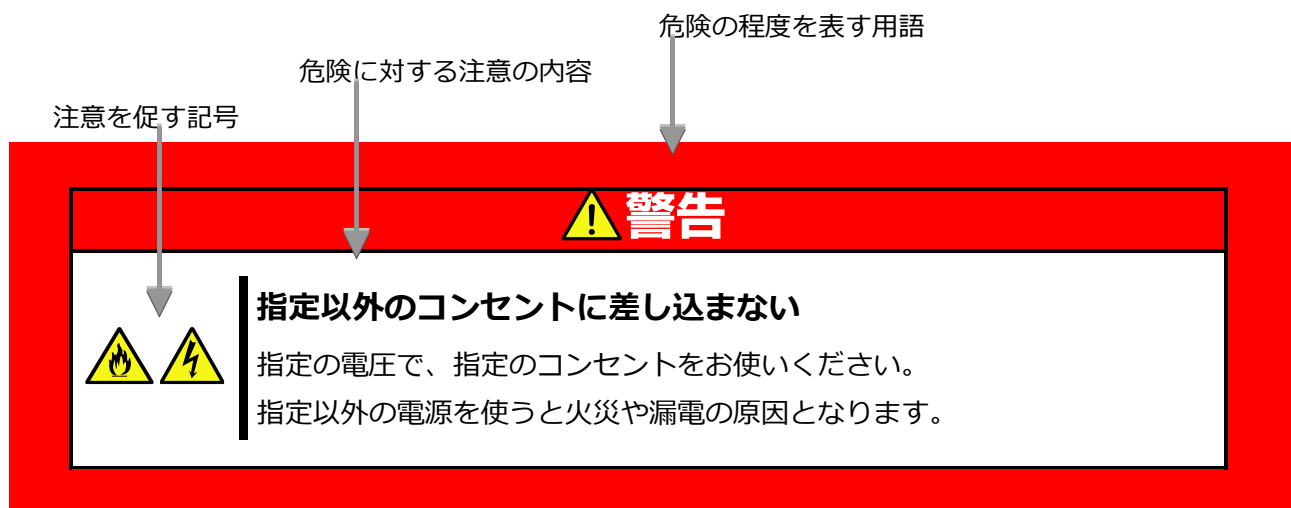 危険の程度を表す用語
危険に対する注意の内容
注意を促す記号
警告
指定以外のコンセントに差し込まない
指定の電圧で、指定のコンセントをお使いください。
指定以外の電源を使うと火災や漏電の原因となります。